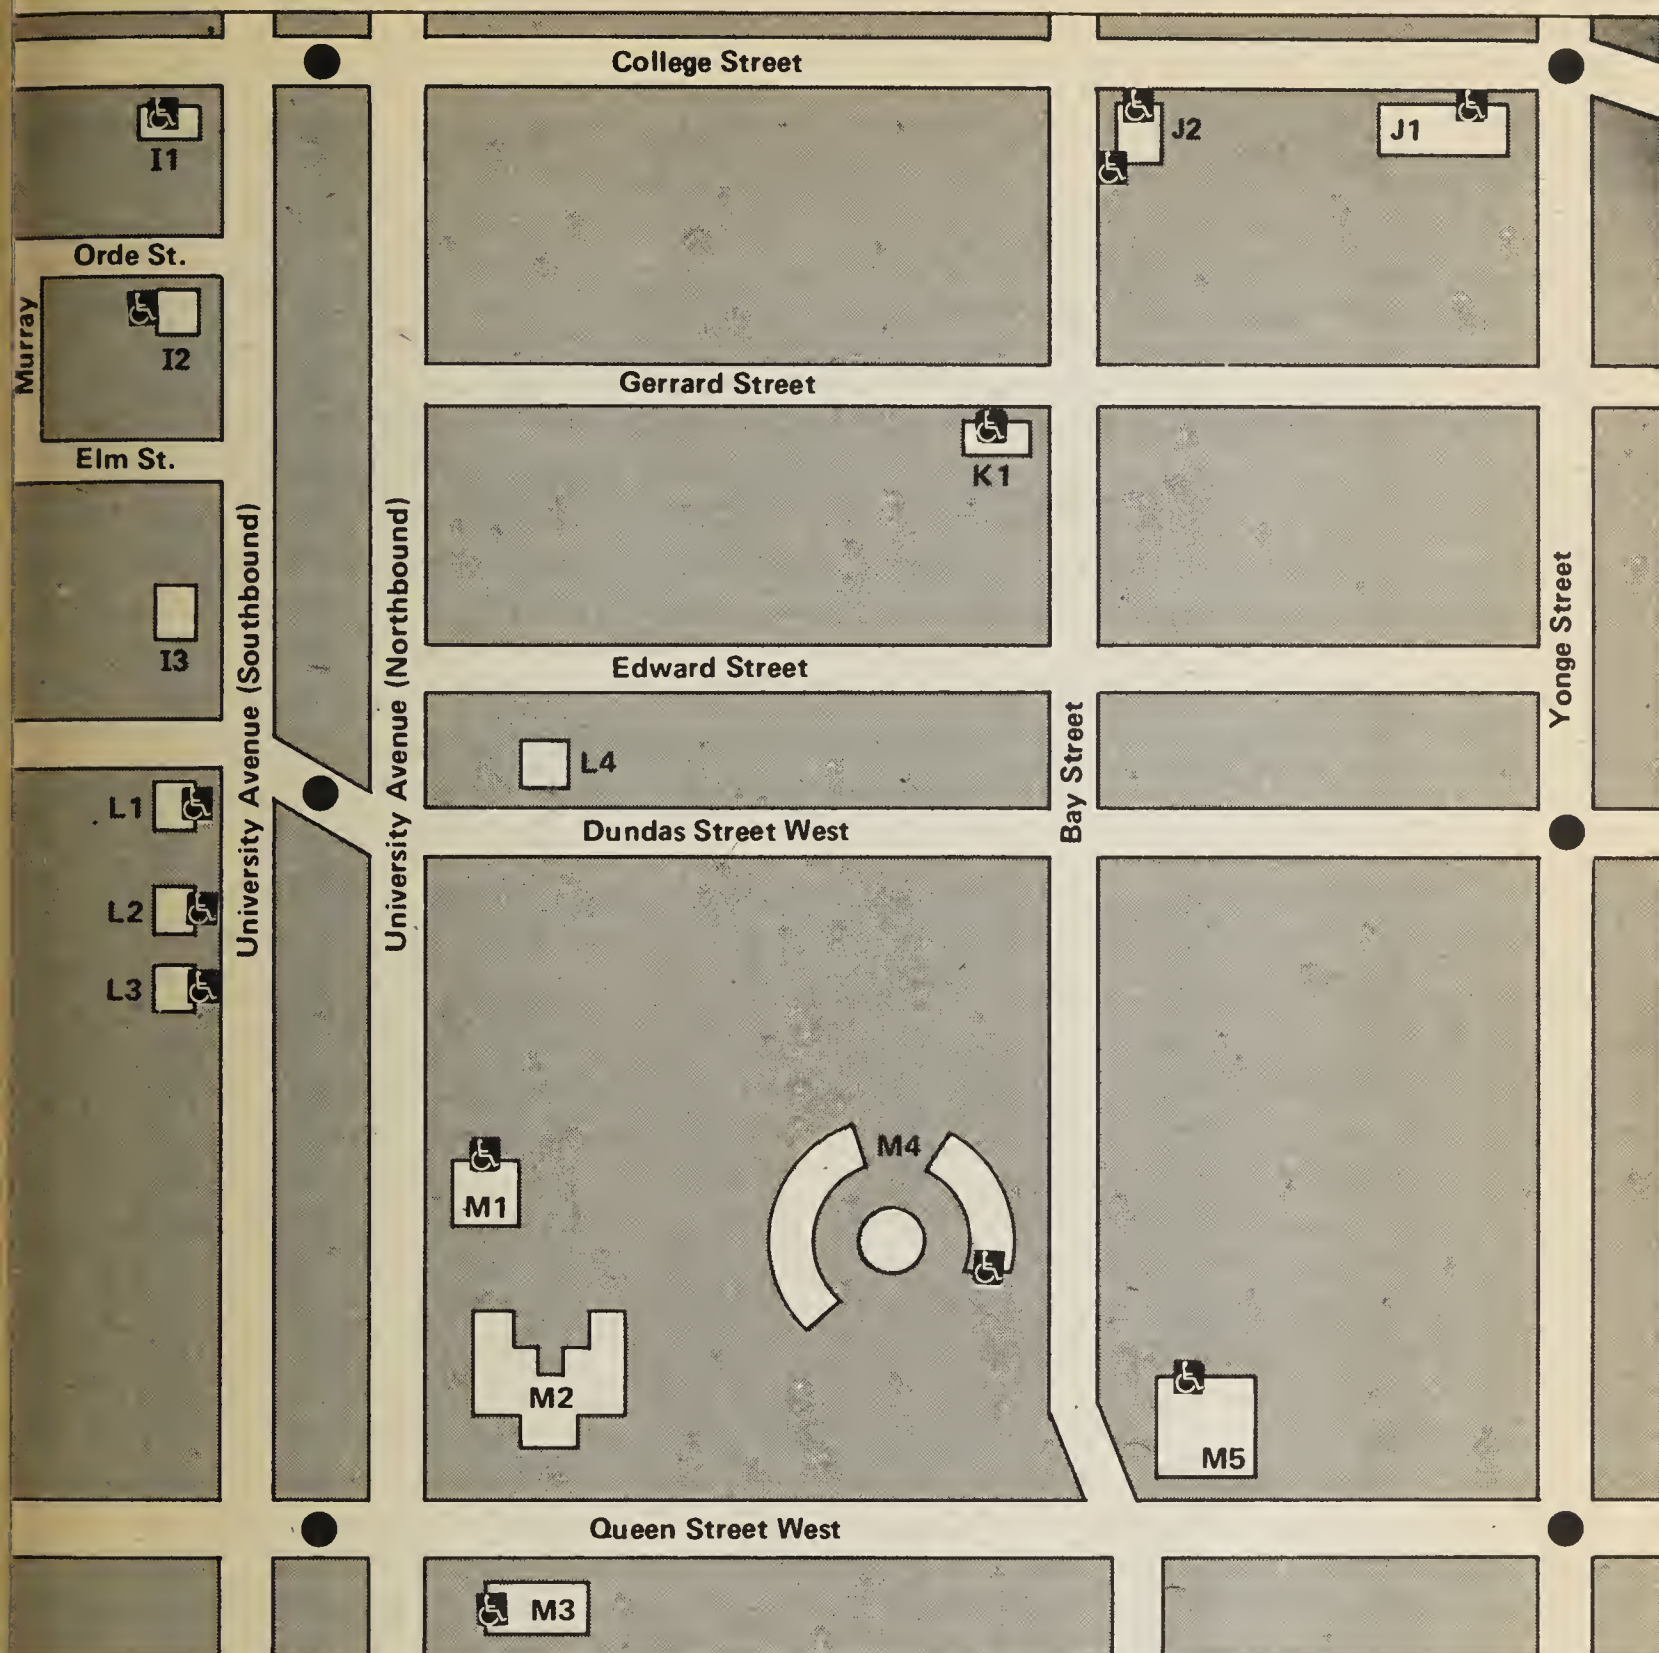 College Street
I1
J2
J1
Orde St.
Murray
I2
Gerrard Street
Elm St.
K1
University Avenue (Southbound)
University Avenue (Northbound)
Yonge Street
I3
Edward Street
Bay Street
L4
L1
Dundas Street West
L2
L3
M4
M1
M2
M5
Queen Street West
M3